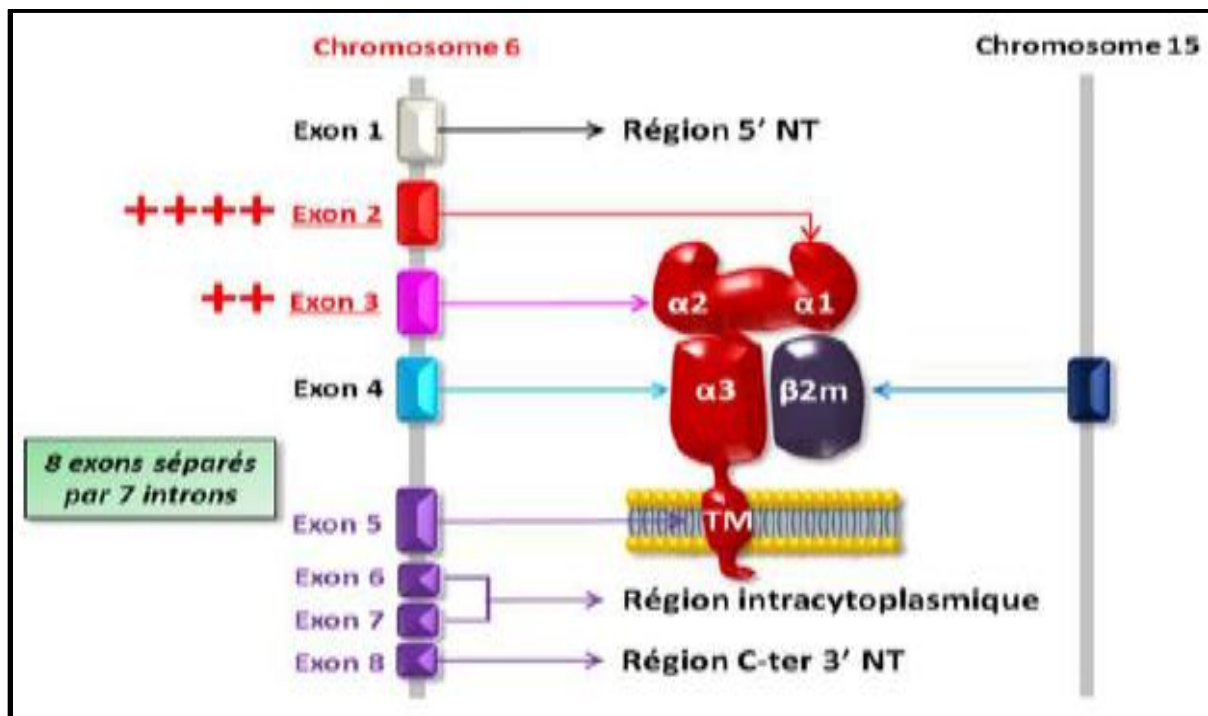 Chromosome 6
Chromosome 15
Exon 1
Région 5' NT
++++ Exon 2
++ Exon 3
α2
α1
Exon 4
α3
β2m
8 exons séparés
par 7 introns
Exon 5
TM
Exon 6
Région intracytoplasmique
Exon 7
Exon 8
Région C-ter 3' NT